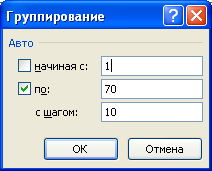 Группирование
Авто
начиная с: 1
по: 70
с шагом: 10
ОК Отмена